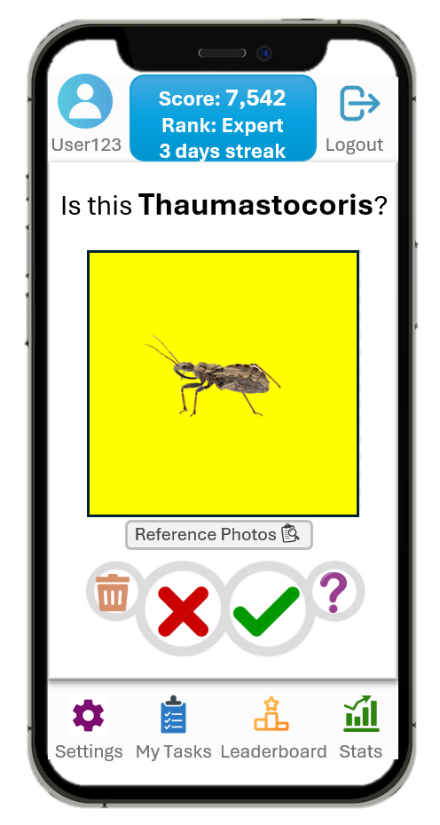 Score: 7,542
Rank: Expert
3 days streak
User123
Logout
Is this Thaumastocoris?
Reference Photos
?
Settings
My Tasks
Leaderboard
Stats